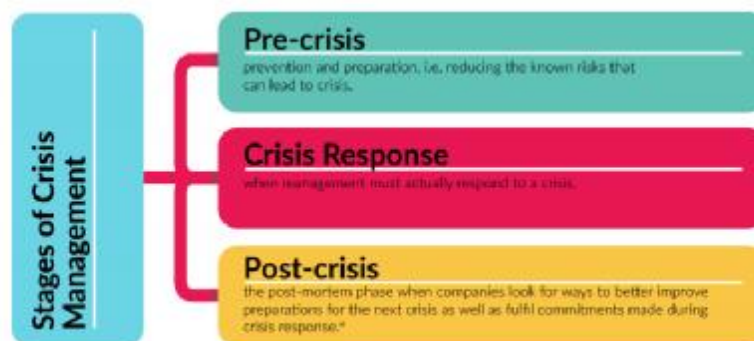 Stages of Crisis
Management
Pre-crisis
prevention and preparation, i.e. reducing the known risks that
can lead to crisis.
Crisis Response
when management must actually respond to a crisis.
Post-crisis
the post-mortem phase when companies look for ways to better improve
preparations for the next crisis as well as fulfil commitments made during
crisis response."